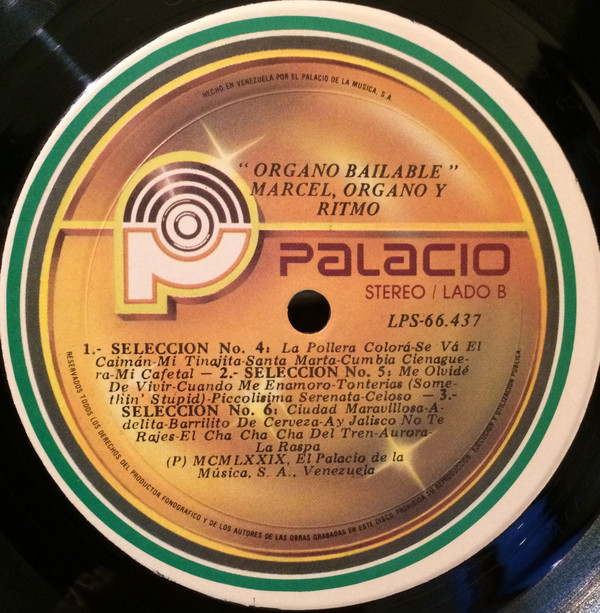 HECHO EN VENEZUELA POR EL PALACIO DE LA MUSICA, S.A.
" ORGANO BAILABLE "
MARCEL, ORGANO Y
RITMO
PALACIO
STEREO / LADO B
LPS-66.437
1.- SELECCION No. 4: La Pollera Colorá-Se Vá El
Caimán-Mi Tinajita-Santa Marta-Cumbia Cienague-
ra-Mi Cafetal — 2.- SELECCION No. 5: Me Olvidé
De Vivir-Cuando Me Enamoro-Tonterias (Some-
thin' Stupid)-Piccolisima Serenata-Celoso — 3.-
SELECCION No. 6: Ciudad Maravillosa-A-
delita-Barrilito De Cerveza-Ay Jalisco No Te
Rajes-El Cha Cha Cha Del Tren-Aurora-
La Raspa
(P) MCMLXXIX, El Palacio de la
Música, S. A., Venezuela
RESERVADOS TODOS LOS DERECHOS DEL PRODUCTOR FONOGRAFICO Y DE LOS AUTORES DE LAS OBRAS GRABADAS EN ESTE DISCO. PROHIBIDA DE REPRODUCCION, EJECUCION Y UTILIZACION PUBLICA.